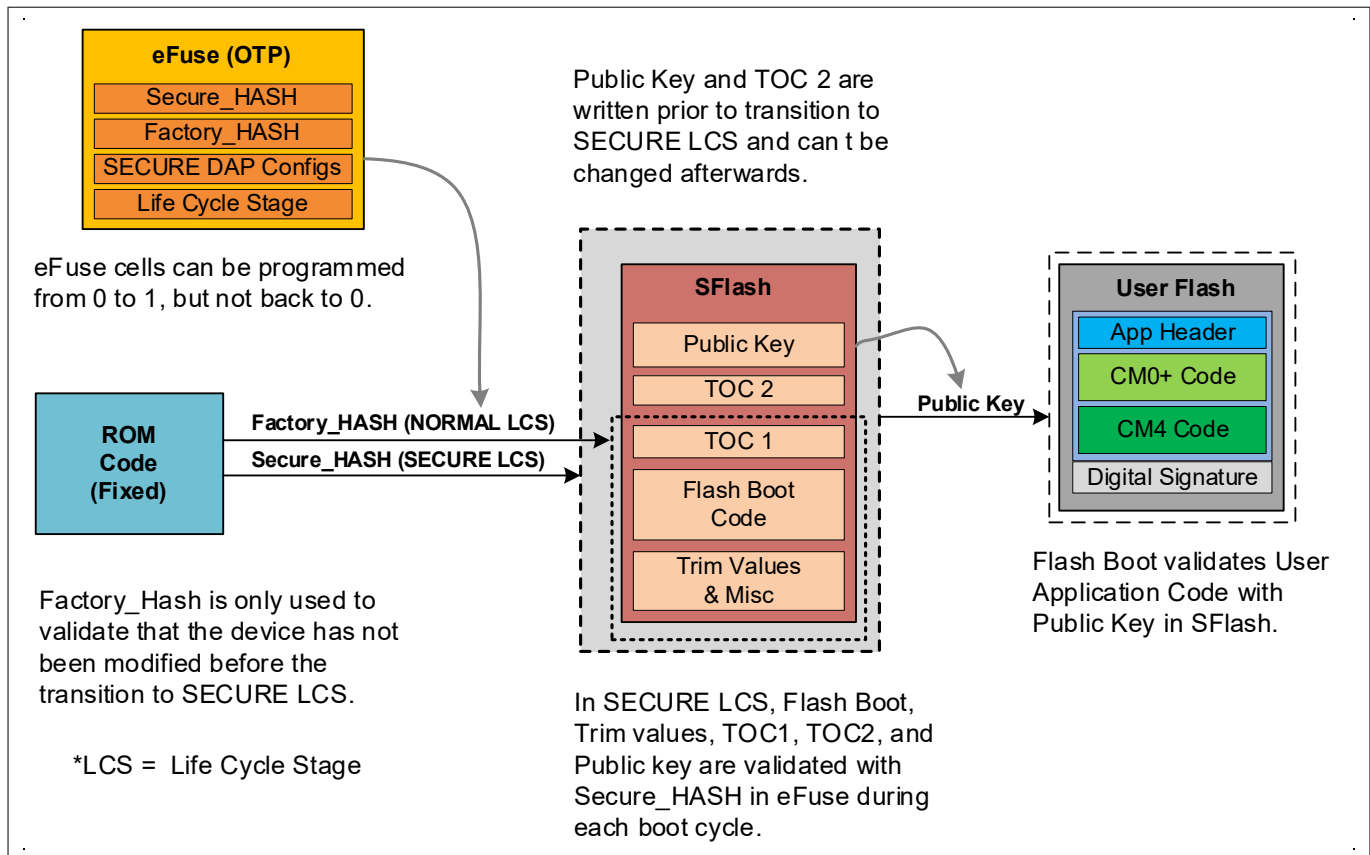 eFuse (OTP)
Secure_HASH
Factory_HASH
SECURE DAP Configs
Life Cycle Stage
eFuse cells can be programmed
from 0 to 1, but not back to 0.
Public Key and TOC 2 are
written prior to transition to
SECURE LCS and can t be
changed afterwards.
ROM
Code
(Fixed)
Factory_HASH (NORMAL LCS)
Secure_HASH (SECURE LCS)
SFlash
Public Key
TOC 2
TOC 1
Flash Boot
Code
Trim Values
& Misc
Public Key
User Flash
App Header
CM0+ Code
CM4 Code
Digital Signature
Factory_Hash is only used to
validate that the device has not
been modified before the
transition to SECURE LCS.
*LCS = Life Cycle Stage
In SECURE LCS, Flash Boot,
Trim values, TOC1, TOC2, and
Public key are validated with
Secure_HASH in eFuse during
each boot cycle.
Flash Boot validates User
Application Code with
Public Key in SFlash.